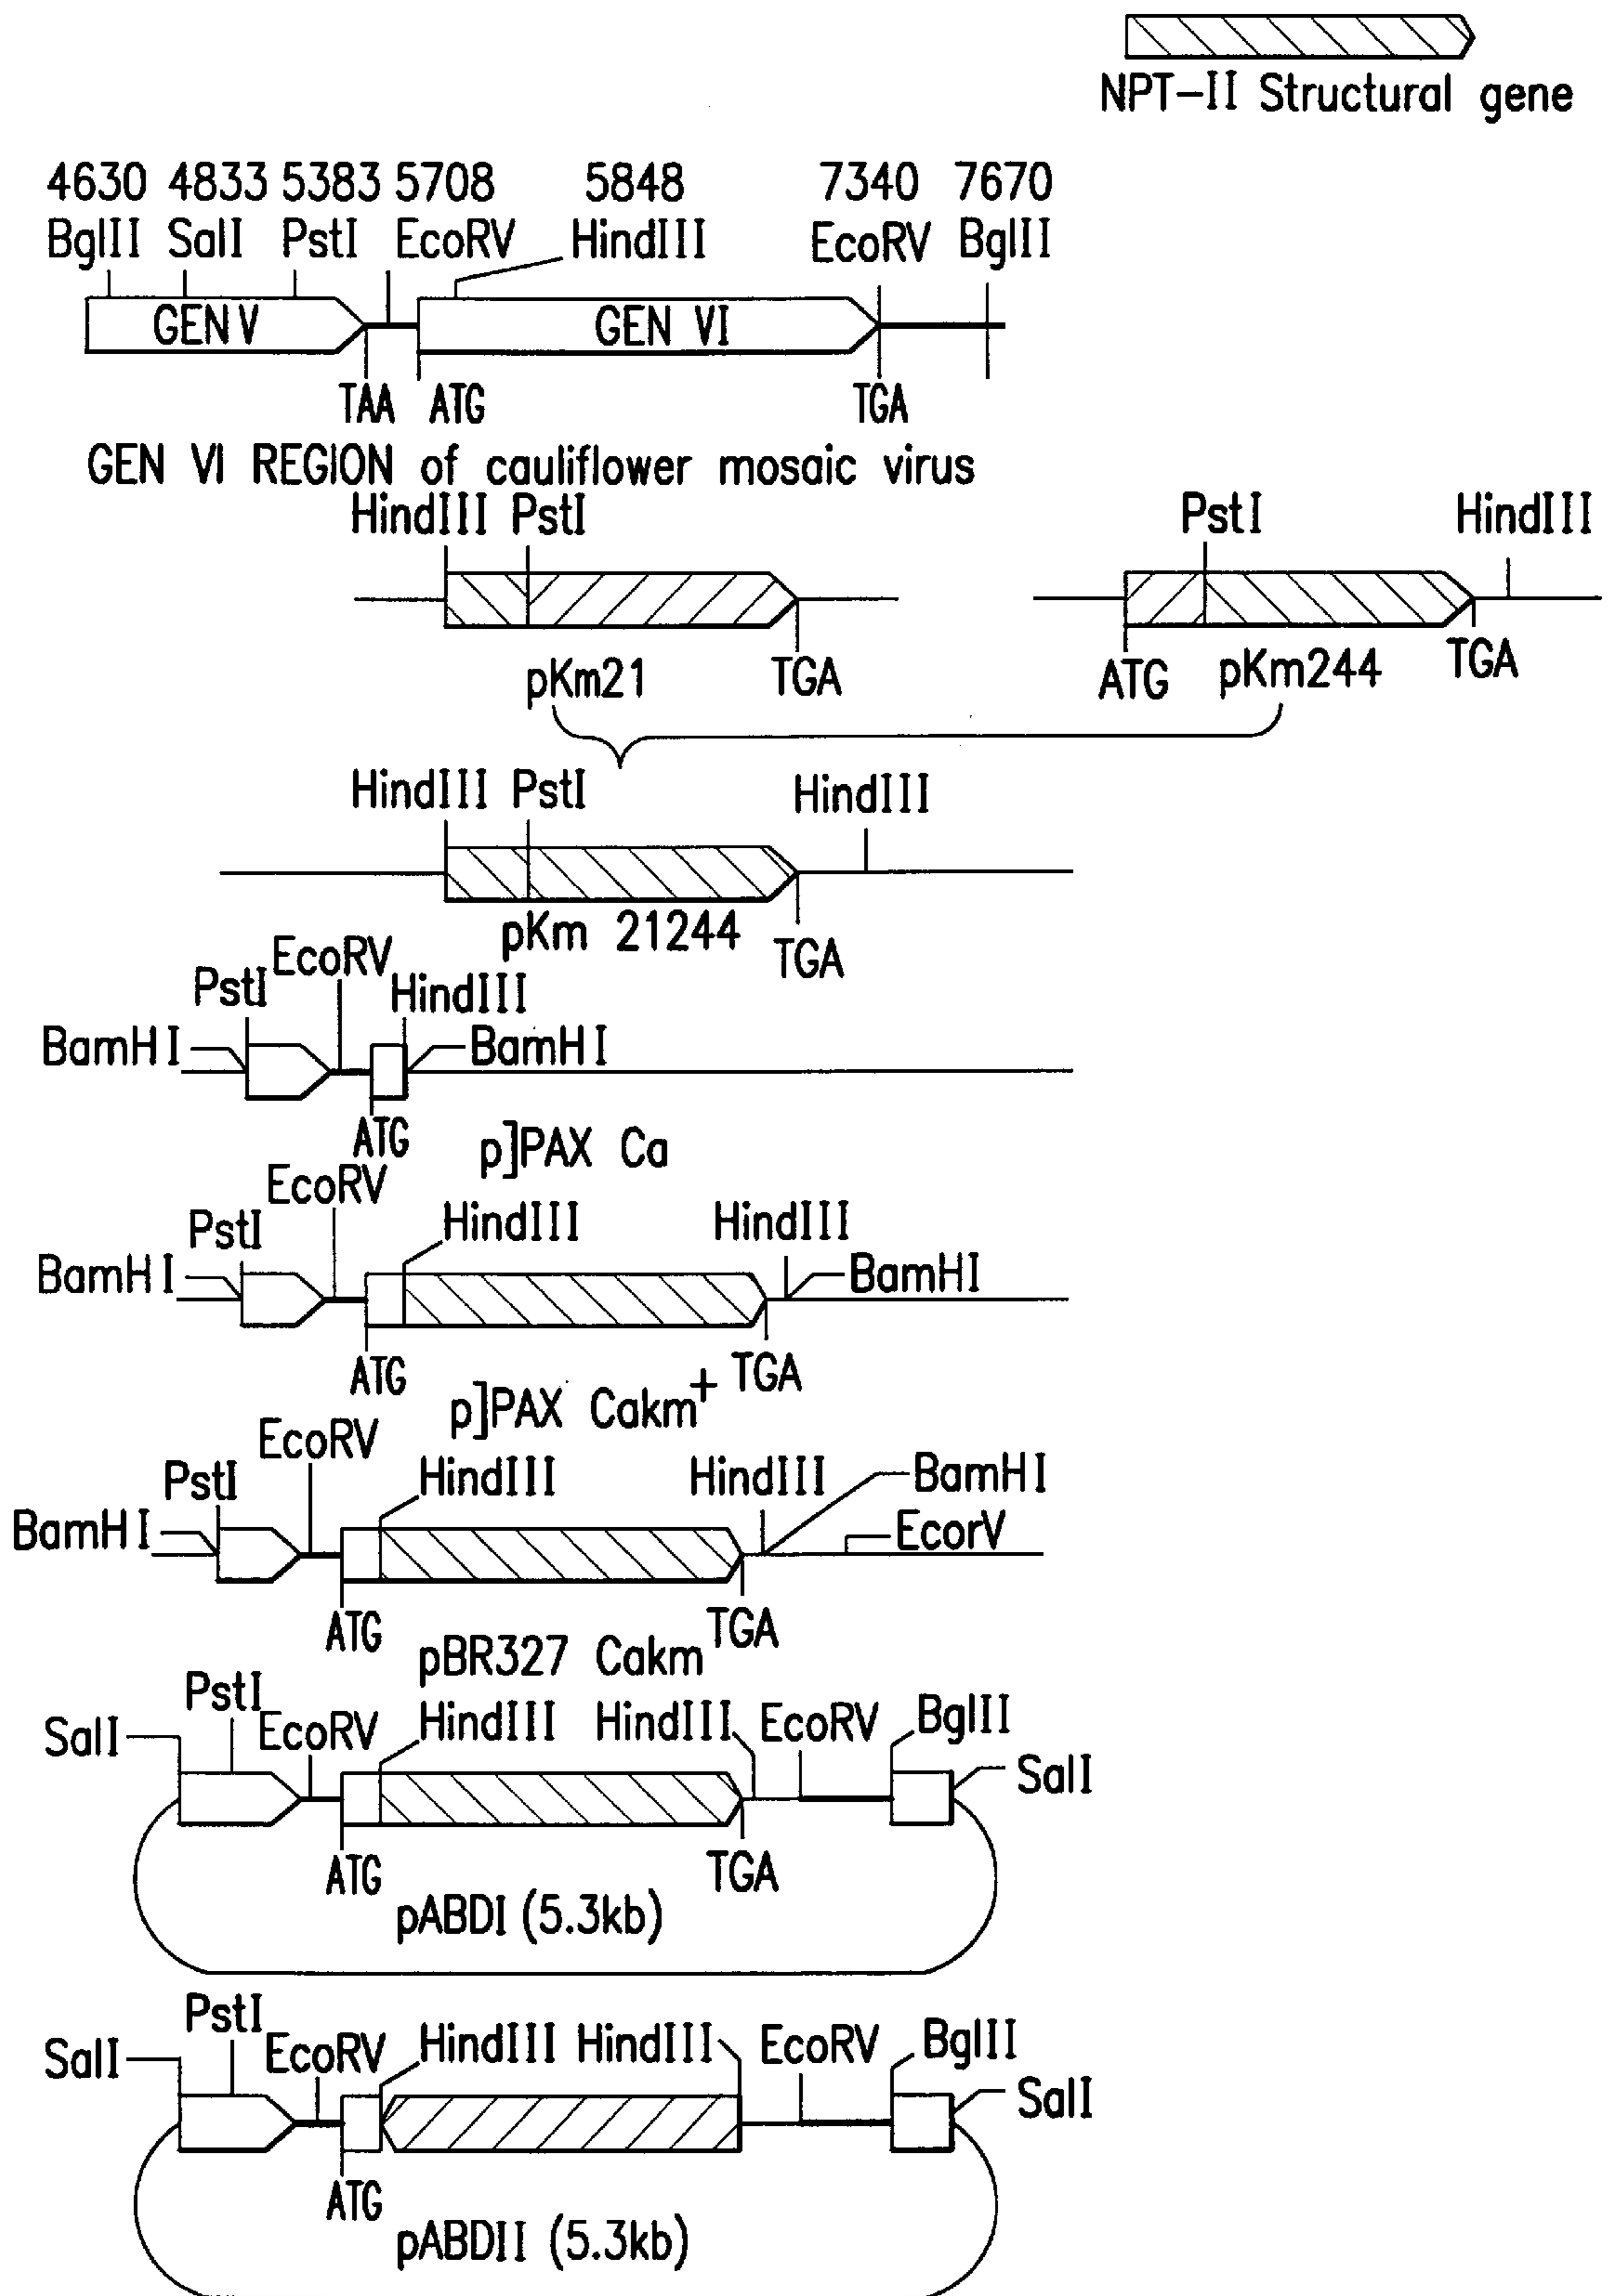 NPT-II Structural gene
4630 4833 5383 5708 5848 7340 7670
BglII SalI PstI EcoRV HindIII EcoRV BglII
GEN V GEN VI
TAA ATG TGA
GEN VI REGION of cauliflower mosaic virus
HindIII PstI PstI HindIII
pKm21 TGA ATG pKm244 TGA
HindIII PstI HindIII
pKm 21244 TGA
EcoRV
PstI HindIII
BamHI BamHI
ATG
p]PAX Ca
EcoRV
PstI HindIII HindIII
BamHI BamHI
ATG TGA
p]PAX Cakm+
EcoRV
PstI HindIII HindIII BamHI
BamHI EcorV
ATG TGA
pBR327 Cakm
PstI
SalI EcoRV HindIII HindIII EcoRV BglII
SalI
ATG TGA
pABDI (5.3kb)
PstI
SalI EcoRV HindIII HindIII EcoRV BglII
SalI
ATG
pABDII (5.3kb)